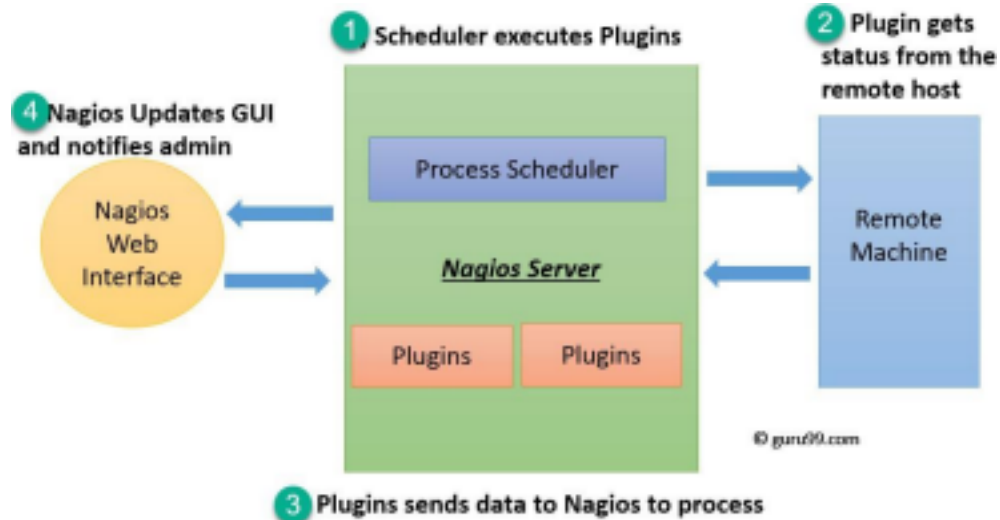 1, Scheduler executes Plugins
2 Plugin gets
status from the
remote host
4 Nagios Updates GUI
and notifies admin
Process Scheduler
Nagios
Web
Interface
Nagios Server
Remote
Machine
Plugins
Plugins
© guru99.com
3 Plugins sends data to Nagios to process